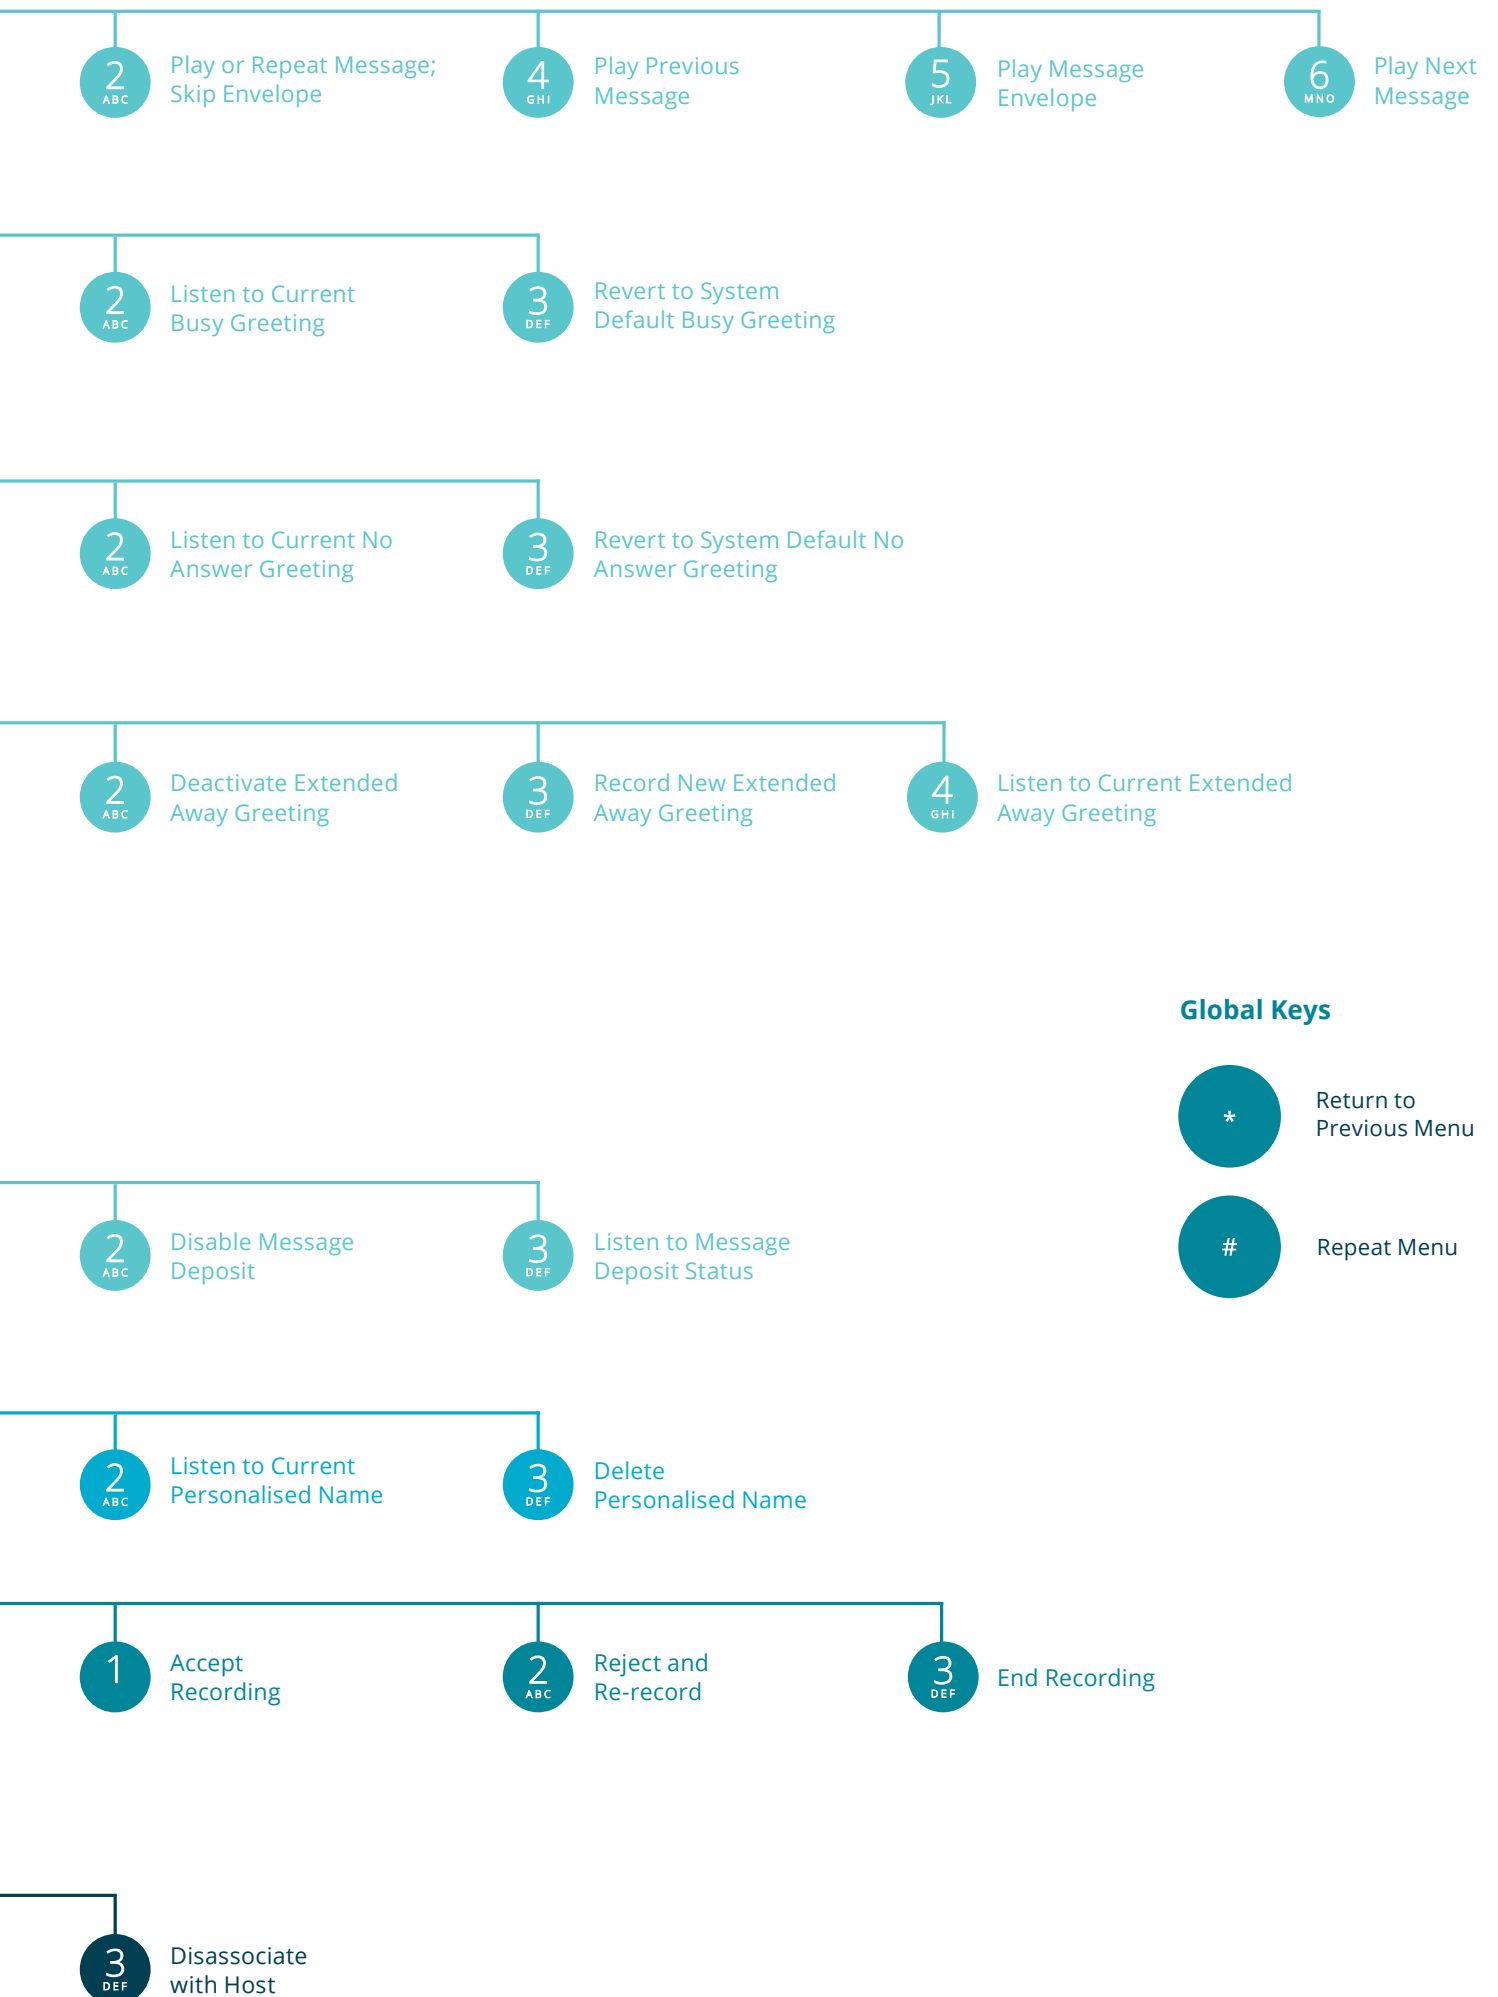 2
ABC
Play or Repeat Message;
Skip Envelope
4
GHI
Play Previous
Message
5
JKL
Play Message
Envelope
6
MNO
Play Next
Message
2
ABC
Listen to Current
Busy Greeting
3
DEF
Revert to System
Default Busy Greeting
2
ABC
Listen to Current No
Answer Greeting
3
DEF
Revert to System Default No
Answer Greeting
2
ABC
Deactivate Extended
Away Greeting
3
DEF
Record New Extended
Away Greeting
4
GHI
Listen to Current Extended
Away Greeting
Global Keys
*
Return to
Previous Menu
#
Repeat Menu
2
ABC
Disable Message
Deposit
3
DEF
Listen to Message
Deposit Status
2
ABC
Listen to Current
Personalised Name
3
DEF
Delete
Personalised Name
1
Accept
Recording
2
ABC
Reject and
Re-record
3
DEF
End Recording
3
DEF
Disassociate
with Host